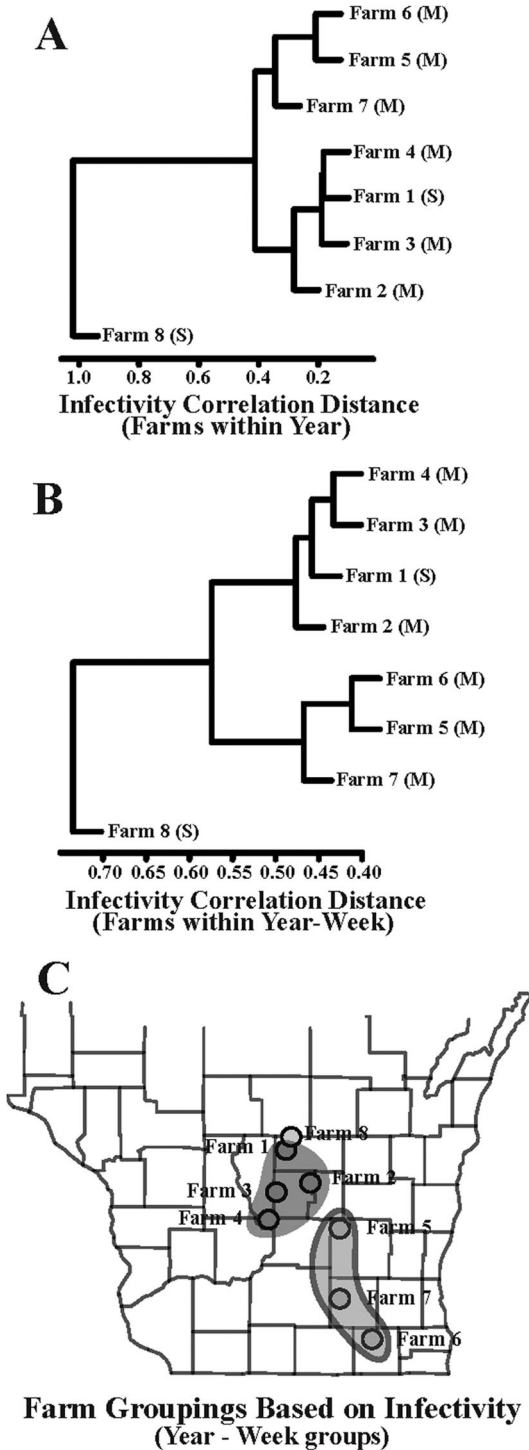 A
Farm 6 (M)
Farm 5 (M)
Farm 7 (M)
Farm 4 (M)
Farm 1 (S)
Farm 3 (M)
Farm 2 (M)
Farm 8 (S)
1.0 0.8 0.6 0.4 0.2
Infectivity Correlation Distance
(Farms within Year)
B
Farm 4 (M)
Farm 3 (M)
Farm 1 (S)
Farm 2 (M)
Farm 6 (M)
Farm 5 (M)
Farm 7 (M)
Farm 8 (S)
0.70 0.65 0.60 0.55 0.50 0.45 0.40
Infectivity Correlation Distance
(Farms within Year-Week)
C
Farm 8
Farm 1
Farm 2
Farm 3
Farm 4
Farm 5
Farm 7
Farm 6
Farm Groupings Based on Infectivity
(Year - Week groups)